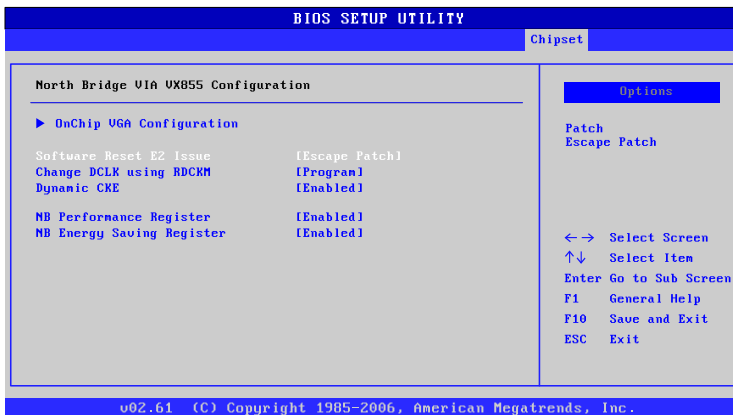 BIOS SETUP UTILITY
Chipset
North Bridge VIA VX855 Configuration
▶ OnChip VGA Configuration
Software Reset E2 Issue [Escape Patch]
Change DCLK using RDCKM [Program]
Dynamic CKE [Enabled]
NB Performance Register [Enabled]
NB Energy Saving Register [Enabled]
Options
Patch
Escape Patch
←→ Select Screen
↑↓ Select Item
Enter Go to Sub Screen
F1 General Help
F10 Save and Exit
ESC Exit
v02.61 (C) Copyright 1985-2006, American Megatrends, Inc.